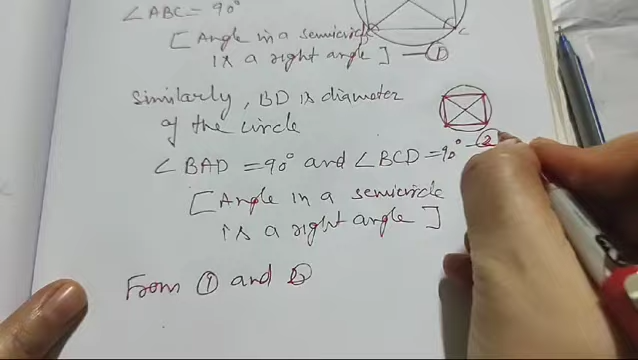 ∠ABC = 90°
[Angle in a semicircle
is a right angle] — ①
Similarly, BD is diameter
of the circle
∠BAD = 90° and ∠BCD = 90° — ②
[Angle in a semicircle
is a right angle]
From ① and ②